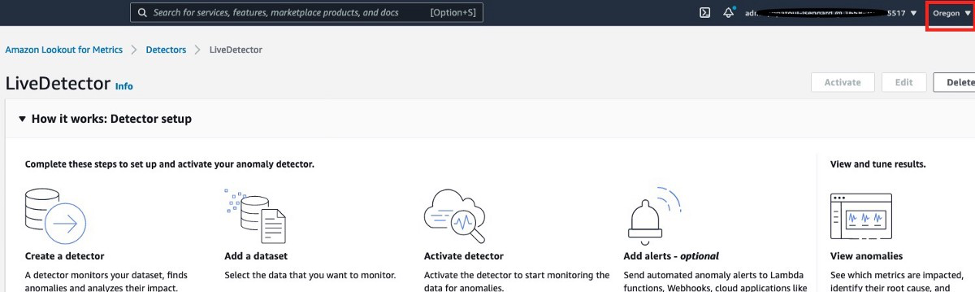 Search for services, features, marketplace products, and docs [Option+S] 5517 Oregon
Amazon Lookout for Metrics Detectors LiveDetector
LiveDetector Info Activate Edit Delete
How it works: Detector setup
Complete these steps to set up and activate your anomaly detector. View and tune results.
Create a detector Add a dataset Activate detector Add alerts - optional View anomalies
A detector monitors your dataset, finds Select the data that you want to monitor. Activate the detector to start monitoring the Send automated anomaly alerts to Lambda See which metrics are impacted,
anomalies and analyzes their impact. data for anomalies. functions, Webhooks, cloud applications like identify their root cause, and